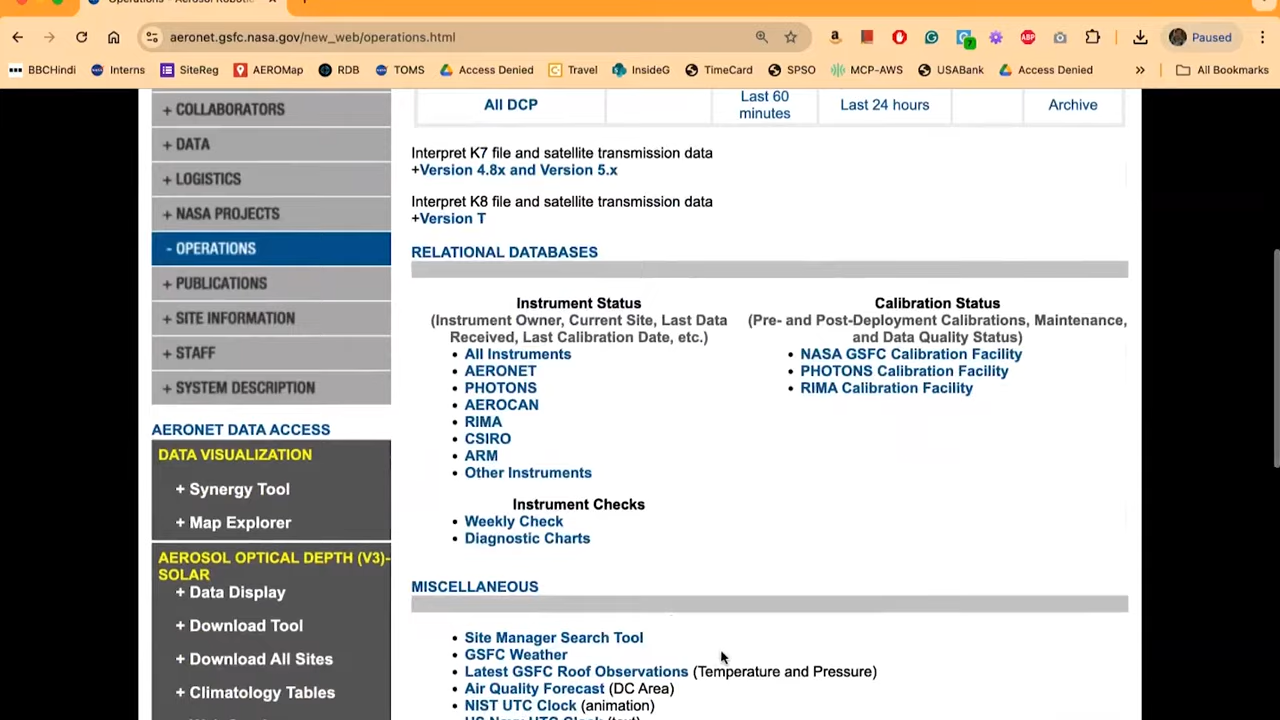 aeronet.gsfc.nasa.gov/new_web/operations.html
Paused
BBCHindi
Interns
SiteReg
AEROMap
RDB
TOMS
Access Denied
Travel
InsideG
TimeCard
SPSO
MCP-AWS
USABank
Access Denied
»
All Bookmarks
+ COLLABORATORS
+ DATA
+ LOGISTICS
+ NASA PROJECTS
- OPERATIONS
+ PUBLICATIONS
+ SITE INFORMATION
+ STAFF
+ SYSTEM DESCRIPTION
AERONET DATA ACCESS
DATA VISUALIZATION
+ Synergy Tool
+ Map Explorer
AEROSOL OPTICAL DEPTH (V3)-
SOLAR
+ Data Display
+ Download Tool
+ Download All Sites
+ Climatology Tables
All DCP
Last 60
minutes
Last 24 hours
Archive
Interpret K7 file and satellite transmission data
+Version 4.8x and Version 5.x
Interpret K8 file and satellite transmission data
+Version T
RELATIONAL DATABASES
Instrument Status
(Instrument Owner, Current Site, Last Data
Received, Last Calibration Date, etc.)
• All Instruments
• AERONET
• PHOTONS
• AEROCAN
• RIMA
• CSIRO
• ARM
• Other Instruments
Instrument Checks
• Weekly Check
• Diagnostic Charts
Calibration Status
(Pre- and Post-Deployment Calibrations, Maintenance,
and Data Quality Status)
• NASA GSFC Calibration Facility
• PHOTONS Calibration Facility
• RIMA Calibration Facility
MISCELLANEOUS
• Site Manager Search Tool
• GSFC Weather
• Latest GSFC Roof Observations (Temperature and Pressure)
• Air Quality Forecast (DC Area)
• NIST UTC Clock (animation)